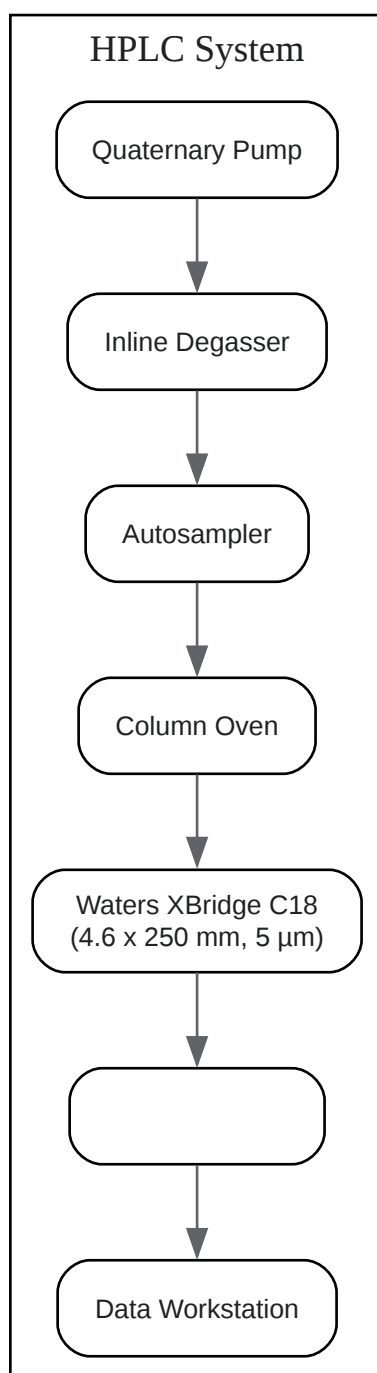 HPLC System
Quaternary Pump
Inline Degasser
Autosampler
Column Oven
Waters XBridge C18
(4.6 x 250 mm, 5 µm)
Data Workstation